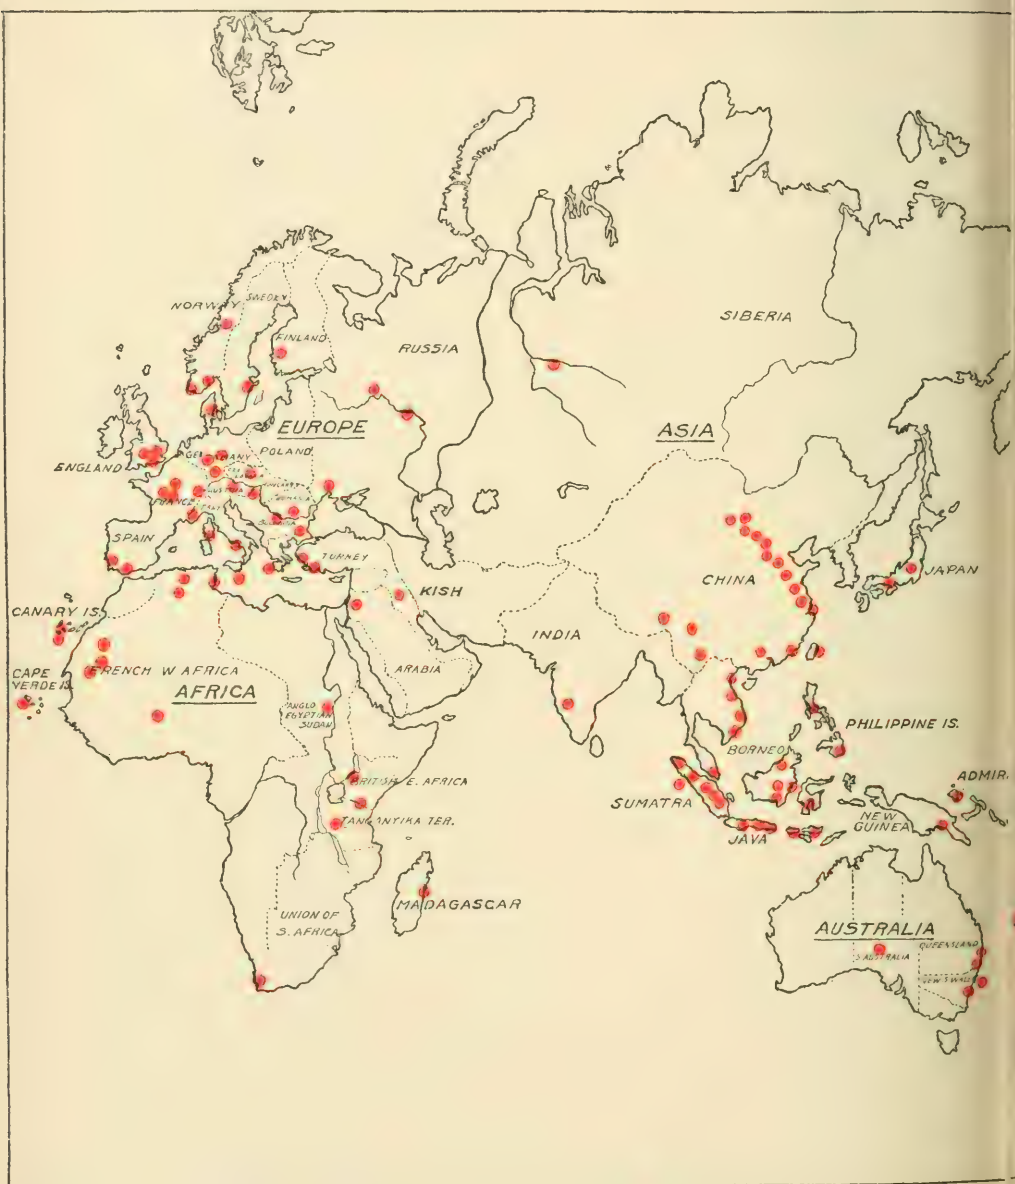 NORWAY
SWEDEN
FINLAND
RUSSIA
SIBERIA
EUROPE
ASIA
POLAND
GERMANY
ENGLAND
AUSTRIA
FRANCE
ITALY
SPAIN
TURKEY
KISH
CHINA
JAPAN
CANARY IS.
INDIA
ARABIA
CAPE
VERDE IS.
FRENCH W AFRICA
AFRICA
ANGLO
EGYPTIAN
SUDAN
PHILIPPINE IS.
BORNEO
BRITISH E. AFRICA
ADMIR.
SUMATRA
TANGANYIKA TER.
NEW
GUINEA
JAVA
MADAGASCAR
UNION OF
S. AFRICA
AUSTRALIA
QUEENSLAND
S AUSTRALIA
NEW S WALES